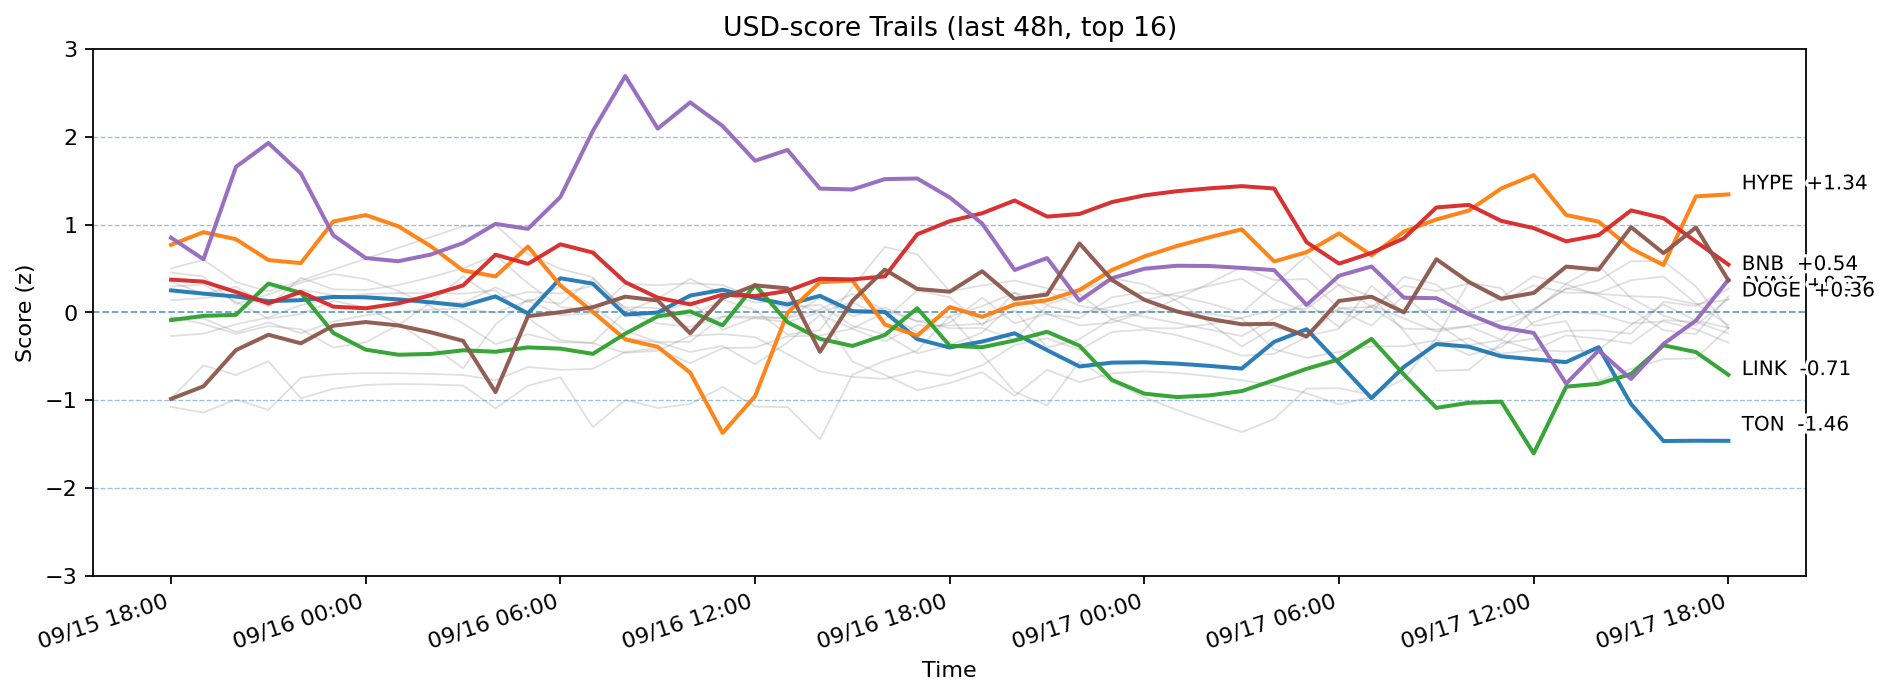 USD-score Trails (last 48h, top 16)
Score (z)
3
2
1
0
−1
−2
−3
HYPE +1.34
BNB +0.54
DOGE +0.36
LINK -0.71
TON -1.46
09/15 18:00
09/16 00:00
09/16 06:00
09/16 12:00
09/16 18:00
09/17 00:00
09/17 06:00
09/17 12:00
09/17 18:00
Time